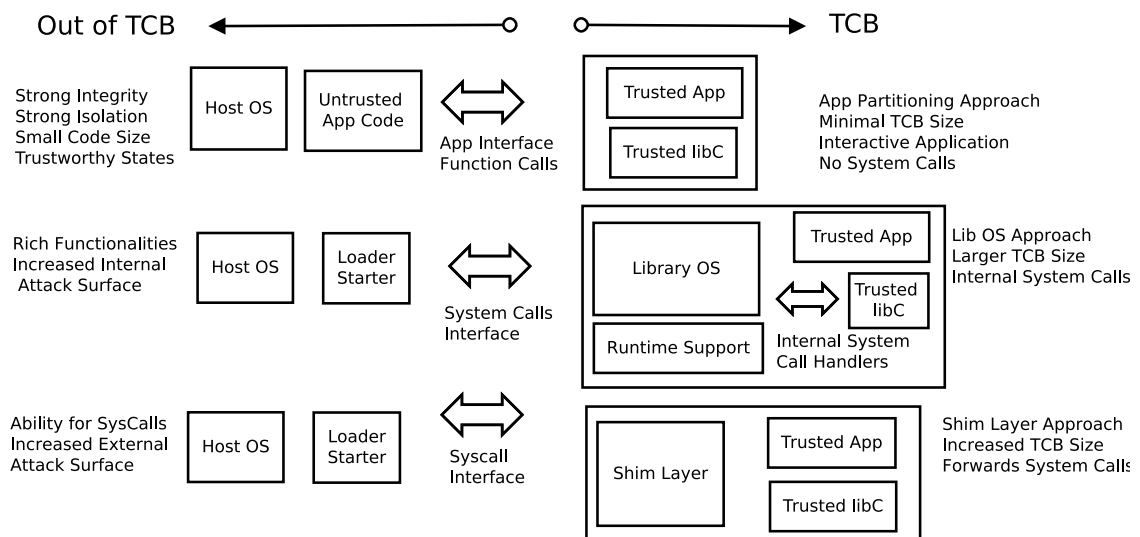 Out of TCB
TCB
Strong Integrity
Strong Isolation
Small Code Size
Trustworthy States
Host OS
Untrusted
App Code
App Interface
Function Calls
Trusted App
Trusted libC
App Partitioning Approach
Minimal TCB Size
Interactive Application
No System Calls
Rich Functionalities
Increased Internal
Attack Surface
Host OS
Loader
Starter
System Calls
Interface
Library OS
Runtime Support
Trusted App
Trusted
libC
Internal System
Call Handlers
Lib OS Approach
Larger TCB Size
Internal System Calls
Ability for SysCalls
Increased External
Attack Surface
Host OS
Loader
Starter
Syscall
Interface
Shim Layer
Trusted App
Trusted libC
Shim Layer Approach
Increased TCB Size
Forwards System Calls